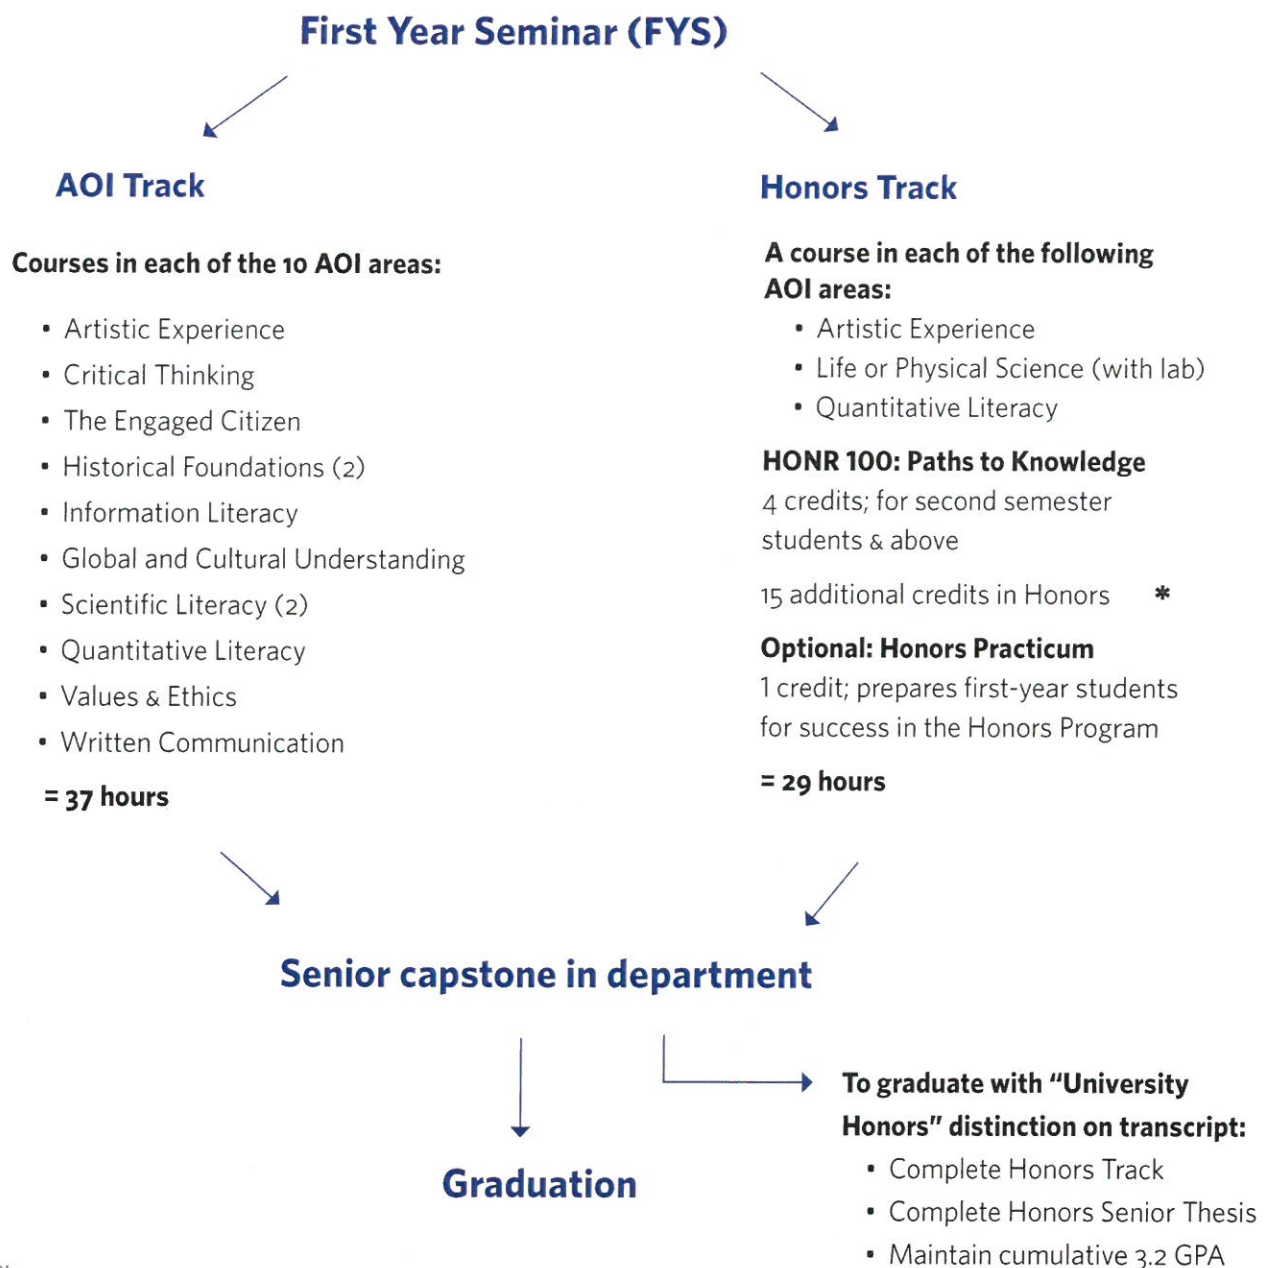 First Year Seminar (FYS)
AOI Track
Courses in each of the 10 AOI areas:
• Artistic Experience
• Critical Thinking
• The Engaged Citizen
• Historical Foundations (2)
• Information Literacy
• Global and Cultural Understanding
• Scientific Literacy (2)
• Quantitative Literacy
• Values & Ethics
• Written Communication
= 37 hours
Honors Track
A course in each of the following
AOI areas:
• Artistic Experience
• Life or Physical Science (with lab)
• Quantitative Literacy
HONR 100: Paths to Knowledge
4 credits; for second semester
students & above
15 additional credits in Honors *
Optional: Honors Practicum
1 credit; prepares first-year students
for success in the Honors Program
= 29 hours
Senior capstone in department
Graduation
To graduate with “University
Honors” distinction on transcript:
• Complete Honors Track
• Complete Honors Senior Thesis
• Maintain cumulative 3.2 GPA